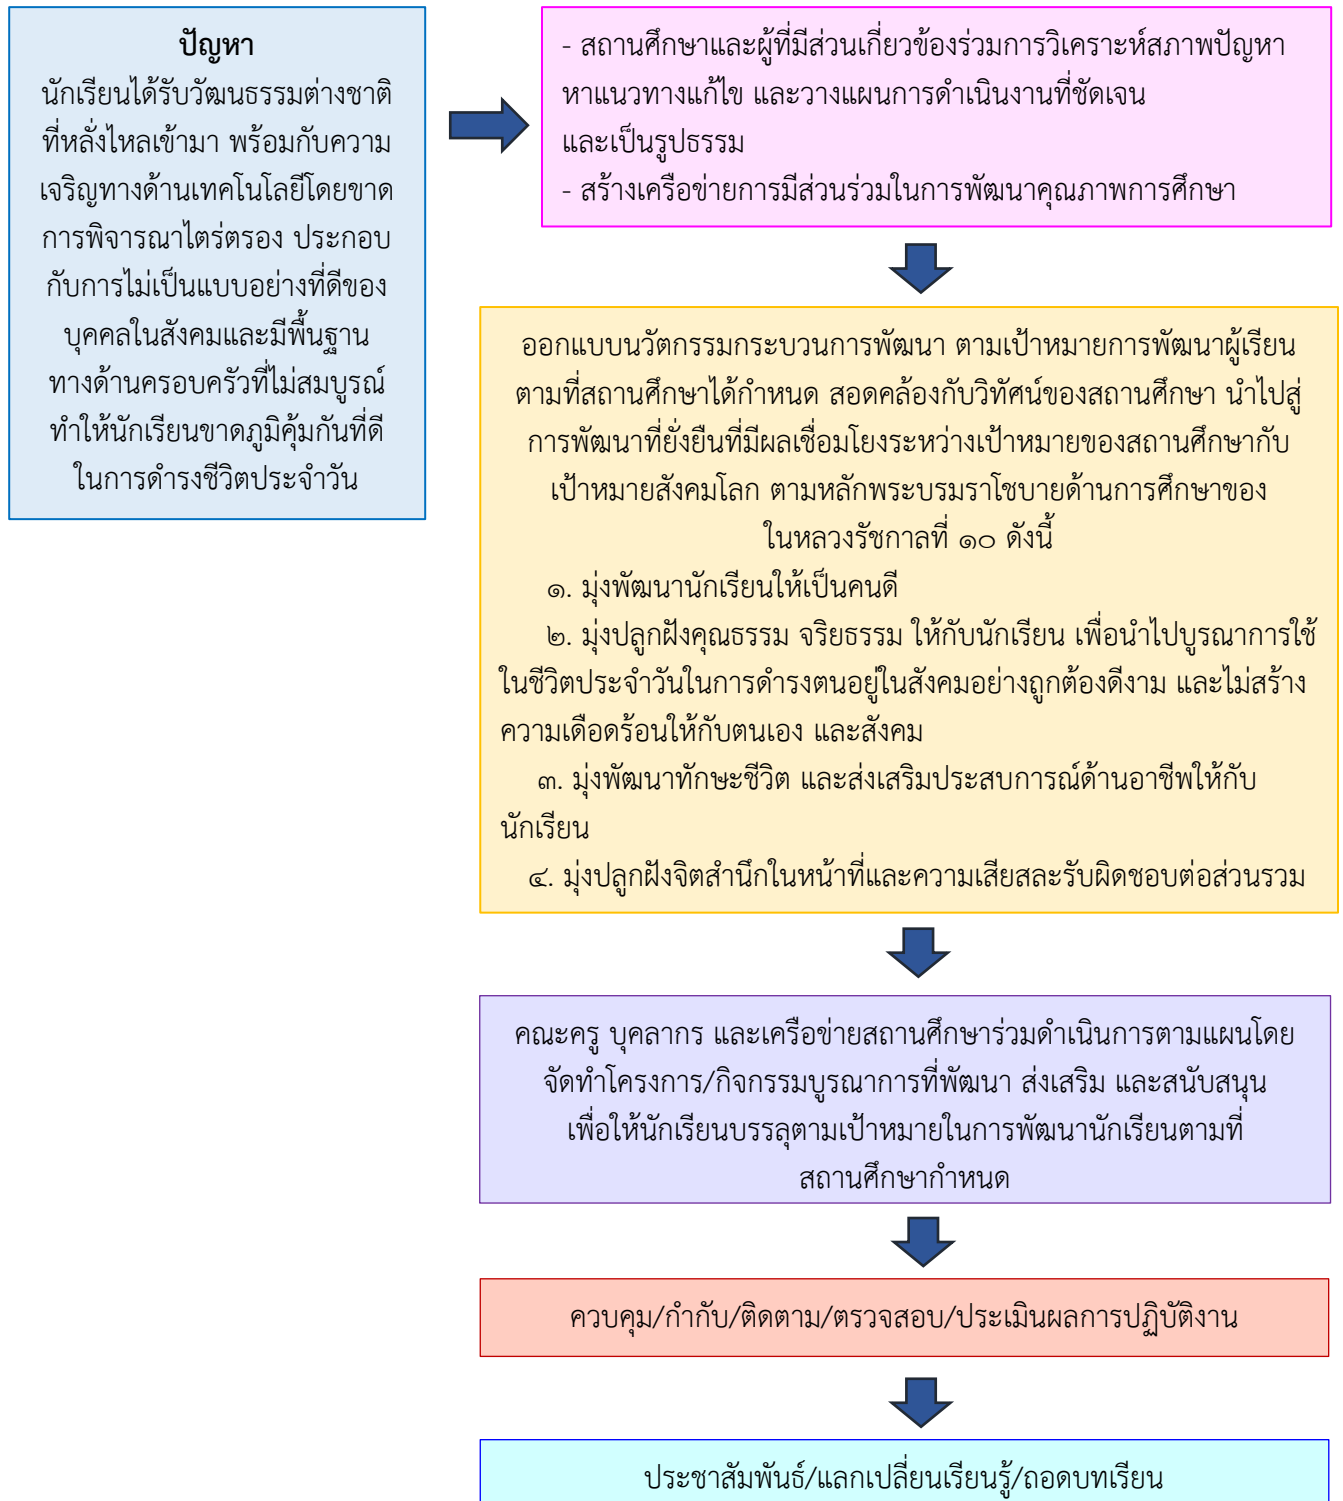 ปัญหา
นักเรียนได้รับวัฒนธรรมต่างชาติ
ที่หลั่งไหลเข้ามา พร้อมกับความ
เจริญทางด้านเทคโนโลยีโดยขาด
การพิจารณาไตร่ตรอง ประกอบ
กับการไม่เป็นแบบอย่างที่ดีของ
บุคคลในสังคมและมีพื้นฐาน
ทางด้านครอบครัวที่ไม่สมบูรณ์
ทำให้นักเรียนขาดภูมิคุ้มกันที่ดี
ในการดำรงชีวิตประจำวัน
- สถานศึกษาและผู้ที่มีส่วนเกี่ยวข้องร่วมการวิเคราะห์สภาพปัญหา
หาแนวทางแก้ไข และวางแผนการดำเนินงานที่ชัดเจน
และเป็นรูปธรรม
- สร้างเครือข่ายการมีส่วนร่วมในการพัฒนาคุณภาพการศึกษา
ออกแบบนวัตกรรมกระบวนการพัฒนา ตามเป้าหมายการพัฒนาผู้เรียน
ตามที่สถานศึกษาได้กำหนด สอดคล้องกับวิทัศน์ของสถานศึกษา นำไปสู่
การพัฒนาที่ยั่งยืนที่มีผลเชื่อมโยงระหว่างเป้าหมายของสถานศึกษากับ
เป้าหมายสังคมโลก ตามหลักพระบรมราโชบายด้านการศึกษาของ
ในหลวงรัชกาลที่ ๑๐ ดังนี้
๑. มุ่งพัฒนานักเรียนให้เป็นคนดี
๒. มุ่งปลูกฝังคุณธรรม จริยธรรม ให้กับนักเรียน เพื่อนำไปบูรณาการใช้
ในชีวิตประจำวันในการดำรงตนอยู่ในสังคมอย่างถูกต้องดีงาม และไม่สร้าง
ความเดือดร้อนให้กับตนเอง และสังคม
๓. มุ่งพัฒนาทักษะชีวิต และส่งเสริมประสบการณ์ด้านอาชีพให้กับ
นักเรียน
๔. มุ่งปลูกฝังจิตสำนึกในหน้าที่และความเสียสละรับผิดชอบต่อส่วนรวม
คณะครู บุคลากร และเครือข่ายสถานศึกษาร่วมดำเนินการตามแผนโดย
จัดทำโครงการ/กิจกรรมบูรณาการที่พัฒนา ส่งเสริม และสนับสนุน
เพื่อให้นักเรียนบรรลุตามเป้าหมายในการพัฒนานักเรียนตามที่
สถานศึกษากำหนด
ควบคุม/กำกับ/ติดตาม/ตรวจสอบ/ประเมินผลการปฏิบัติงาน
ประชาสัมพันธ์/แลกเปลี่ยนเรียนรู้/ถอดบทเรียน